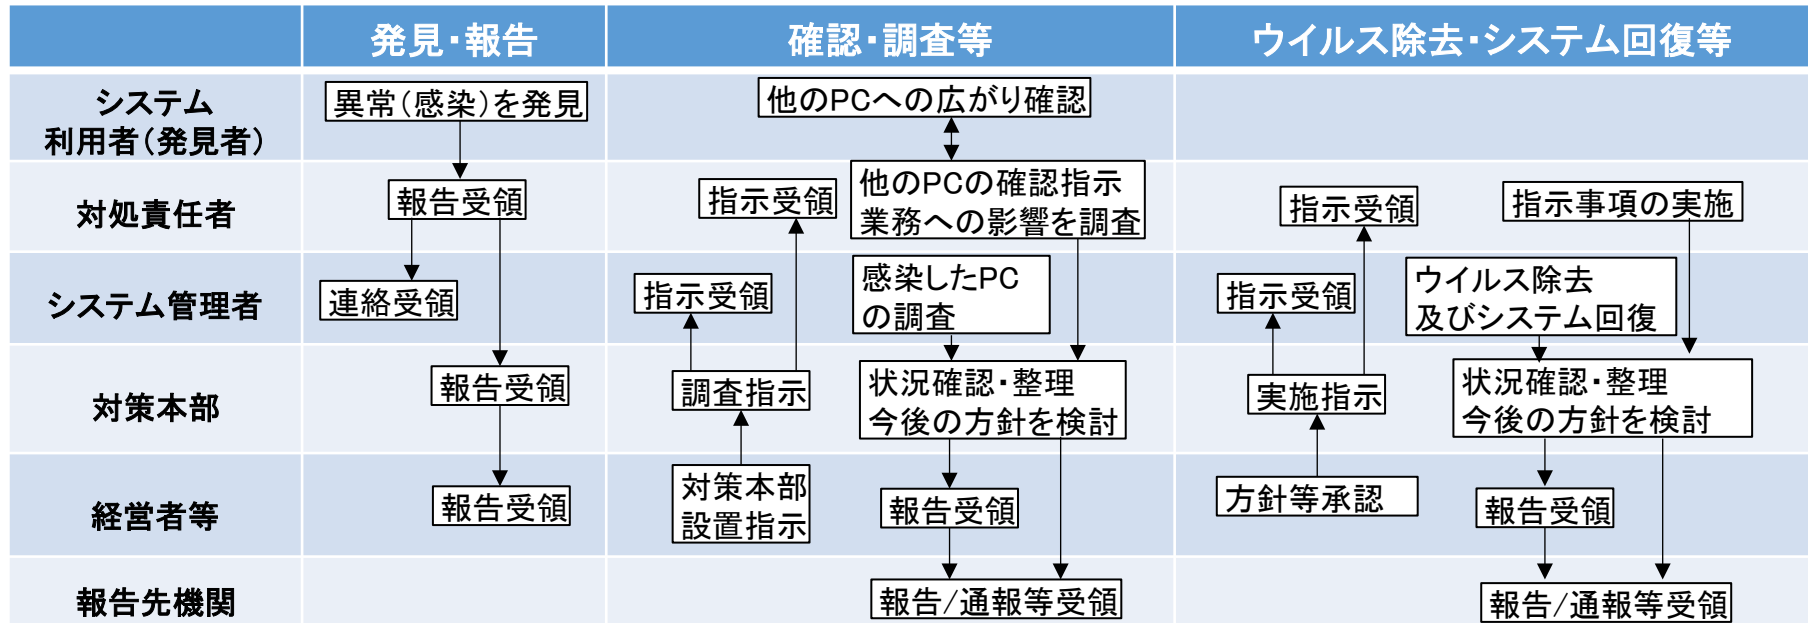 発見・報告
確認・調査等
ウイルス除去・システム回復等
システム
利用者（発見者）
異常（感染）を発見
他のPCへの広がり確認
対処責任者
報告受領
指示受領
他のPCの確認指示
業務への影響を調査
指示受領
指示事項の実施
システム管理者
連絡受領
指示受領
感染したPC
の調査
指示受領
ウイルス除去
及びシステム回復
対策本部
報告受領
調査指示
状況確認・整理
今後の方針を検討
実施指示
状況確認・整理
今後の方針を検討
経営者等
報告受領
対策本部
設置指示
報告受領
方針等承認
報告受領
報告先機関
報告/通報等受領
報告/通報等受領